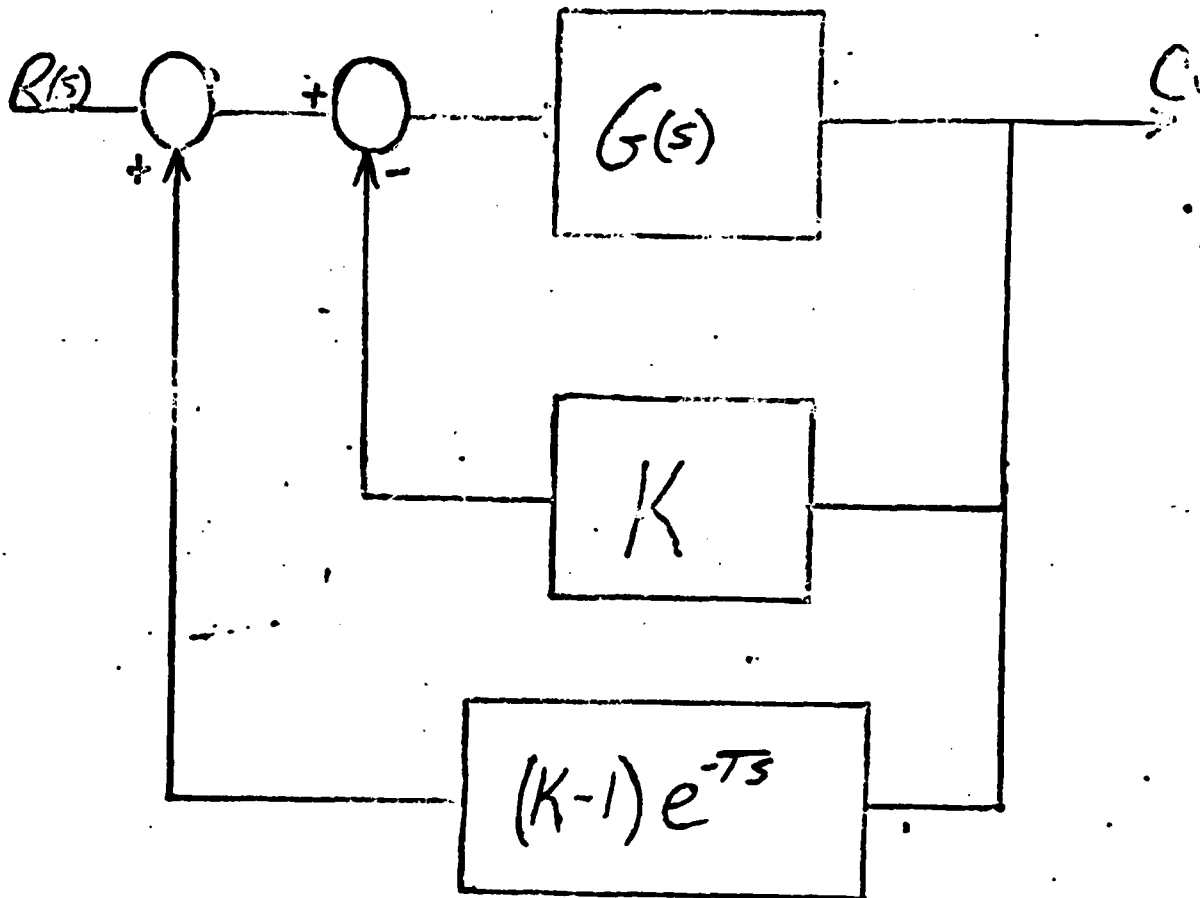 R(s)
+
+
-
G(s)
C
K
(K-1) e^-Ts